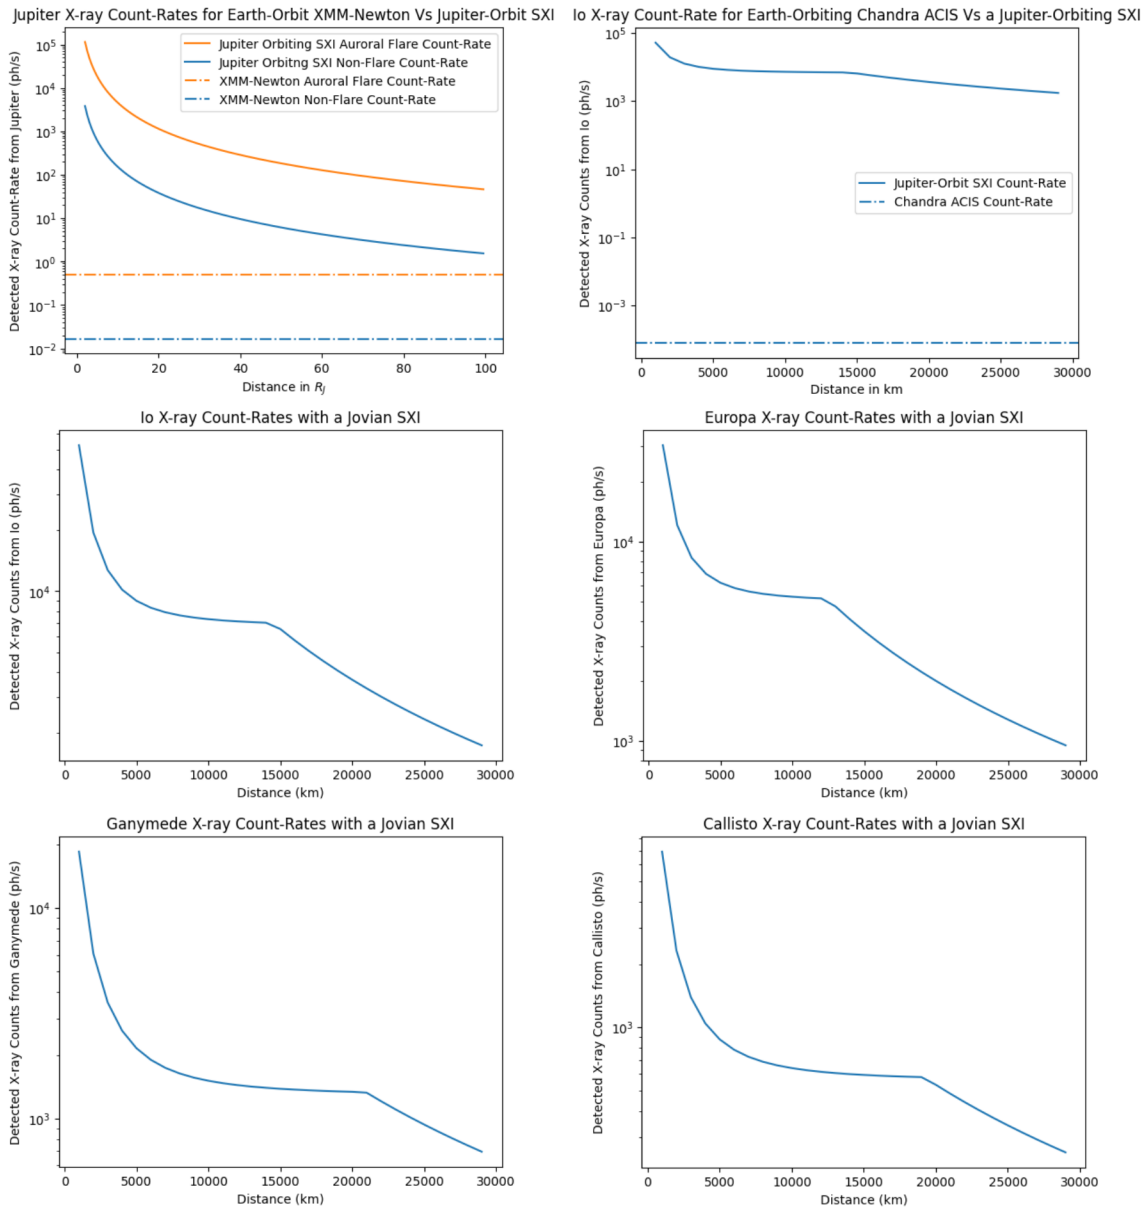 Jupiter X-ray Count-Rates for Earth-Orbit XMM-Newton Vs Jupiter-Orbit SXI
Detected X-ray Count-Rate from Jupiter (ph/s)
10⁵
10⁴
10³
10²
10¹
10⁰
10⁻¹
10⁻²
Jupiter Orbiting SXI Auroral Flare Count-Rate
Jupiter Orbitng SXI Non-Flare Count-Rate
XMM-Newton Auroral Flare Count-Rate
XMM-Newton Non-Flare Count-Rate
0 20 40 60 80 100
Distance in R_J
Io X-ray Count-Rate for Earth-Orbiting Chandra ACIS Vs a Jupiter-Orbiting SXI
Detected X-ray Counts from Io (ph/s)
10⁵
10³
10¹
10⁻¹
10⁻³
Jupiter-Orbit SXI Count-Rate
Chandra ACIS Count-Rate
0 5000 10000 15000 20000 25000 30000
Distance in km
Io X-ray Count-Rates with a Jovian SXI
Detected X-ray Counts from Io (ph/s)
10⁴
0 5000 10000 15000 20000 25000 30000
Distance (km)
Europa X-ray Count-Rates with a Jovian SXI
Detected X-ray Counts from Europa (ph/s)
10⁴
10³
0 5000 10000 15000 20000 25000 30000
Distance (km)
Ganymede X-ray Count-Rates with a Jovian SXI
Detected X-ray Counts from Ganymede (ph/s)
10⁴
10³
0 5000 10000 15000 20000 25000 30000
Distance (km)
Callisto X-ray Count-Rates with a Jovian SXI
Detected X-ray Counts from Callisto (ph/s)
10³
0 5000 10000 15000 20000 25000 30000
Distance (km)